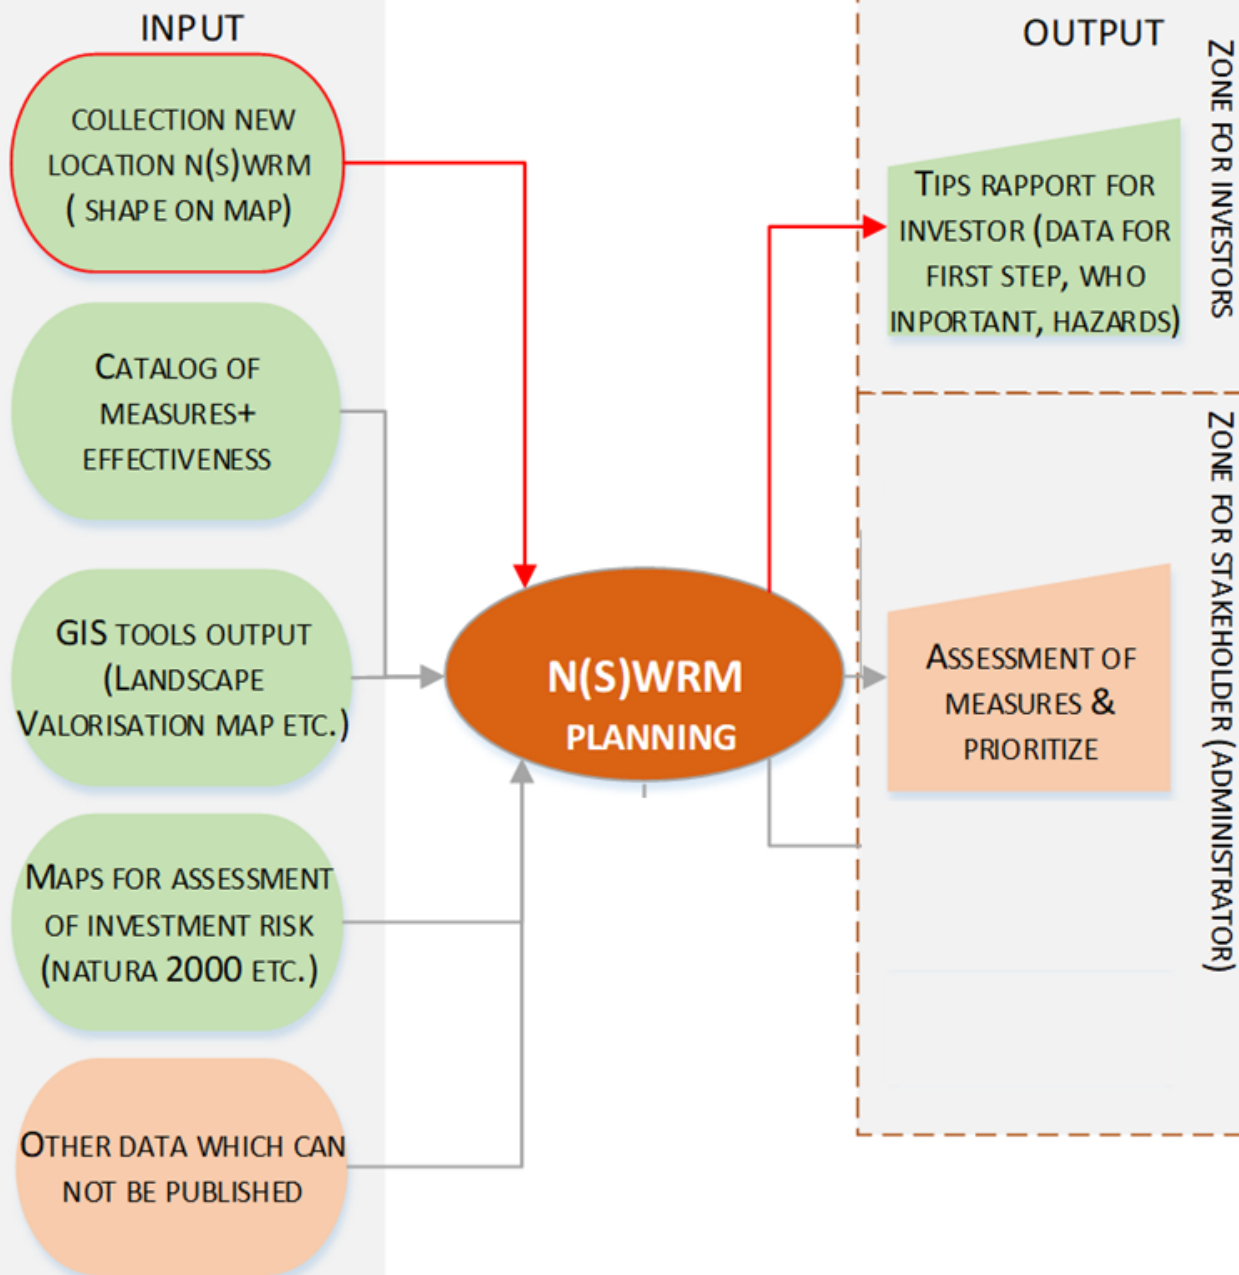 INPUT
COLLECTION NEW
LOCATION N(S)WRM
( SHAPE ON MAP)
CATALOG OF
MEASURES+
EFFECTIVENESS
GIS TOOLS OUTPUT
(LANDSCAPE
VALORISATION MAP ETC.)
MAPS FOR ASSESSMENT
OF INVESTMENT RISK
(NATURA 2000 ETC.)
OTHER DATA WHICH CAN
NOT BE PUBLISHED
N(S)WRM
PLANNING
OUTPUT
TIPS RAPPORT FOR
INVESTOR (DATA FOR
FIRST STEP, WHO
INPORTANT, HAZARDS)
ZONE FOR INVESTORS
ASSESSMENT OF
MEASURES &
PRIORITIZE
ZONE FOR STAKEHOLDER (ADMINISTRATOR)